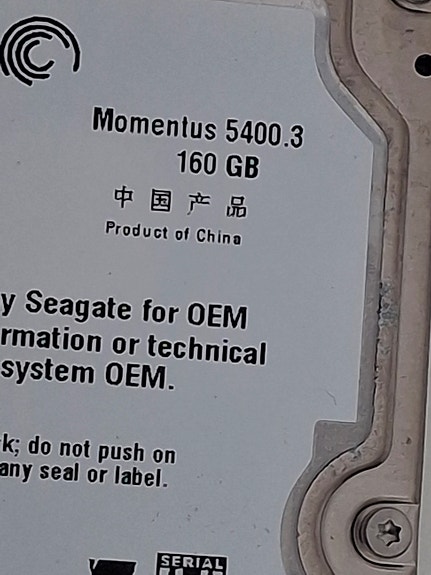 Momentus 5400.3
160 GB
中国产品
Product of China
y Seagate for OEM
rmation or technical
system OEM.
k; do not push on
any seal or label.
SERIAL